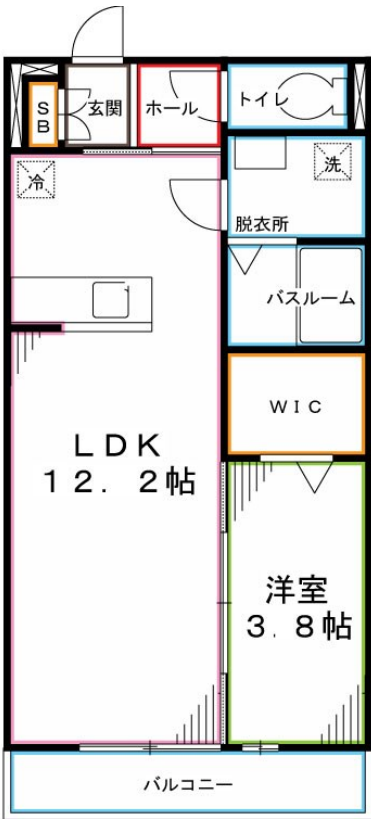 SB
玄関
ホール
トイレ
冷
洗
脱衣所
バスルーム
WIC
LDK
12.2帖
洋室
3.8帖
バルコニー